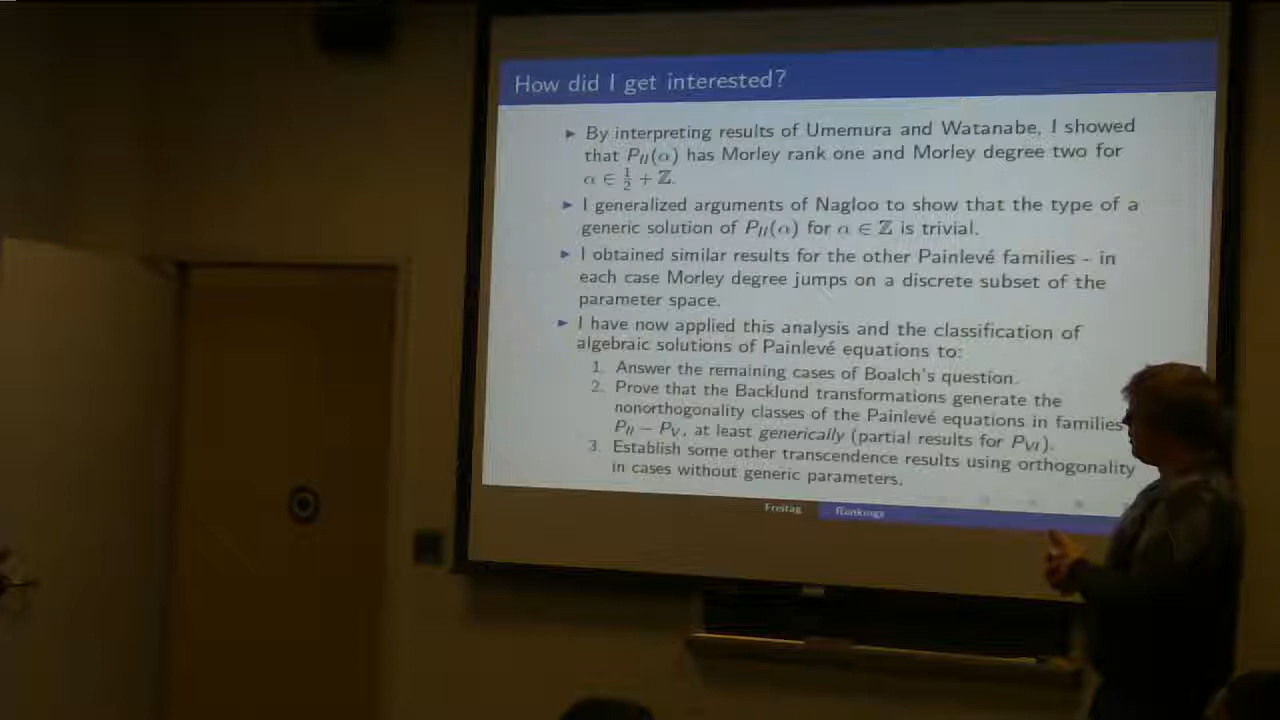 How did I get interested?
▶ By interpreting results of Umemura and Watanabe, I showed
that P_II(α) has Morley rank one and Morley degree two for
α ∈ 1/2 + ℤ.
▶ I generalized arguments of Nagloo to show that the type of a
generic solution of P_II(α) for α ∈ ℤ is trivial.
▶ I obtained similar results for the other Painlevé families - in
each case Morley degree jumps on a discrete subset of the
parameter space.
▶ I have now applied this analysis and the classification of
algebraic solutions of Painlevé equations to:
1. Answer the remaining cases of Boalch's question.
2. Prove that the Backlund transformations generate the
nonorthogonality classes of the Painlevé equations in families
P_II − P_V, at least generically (partial results for P_VI).
3. Establish some other transcendence results using orthogonality
in cases without generic parameters.
Freitag